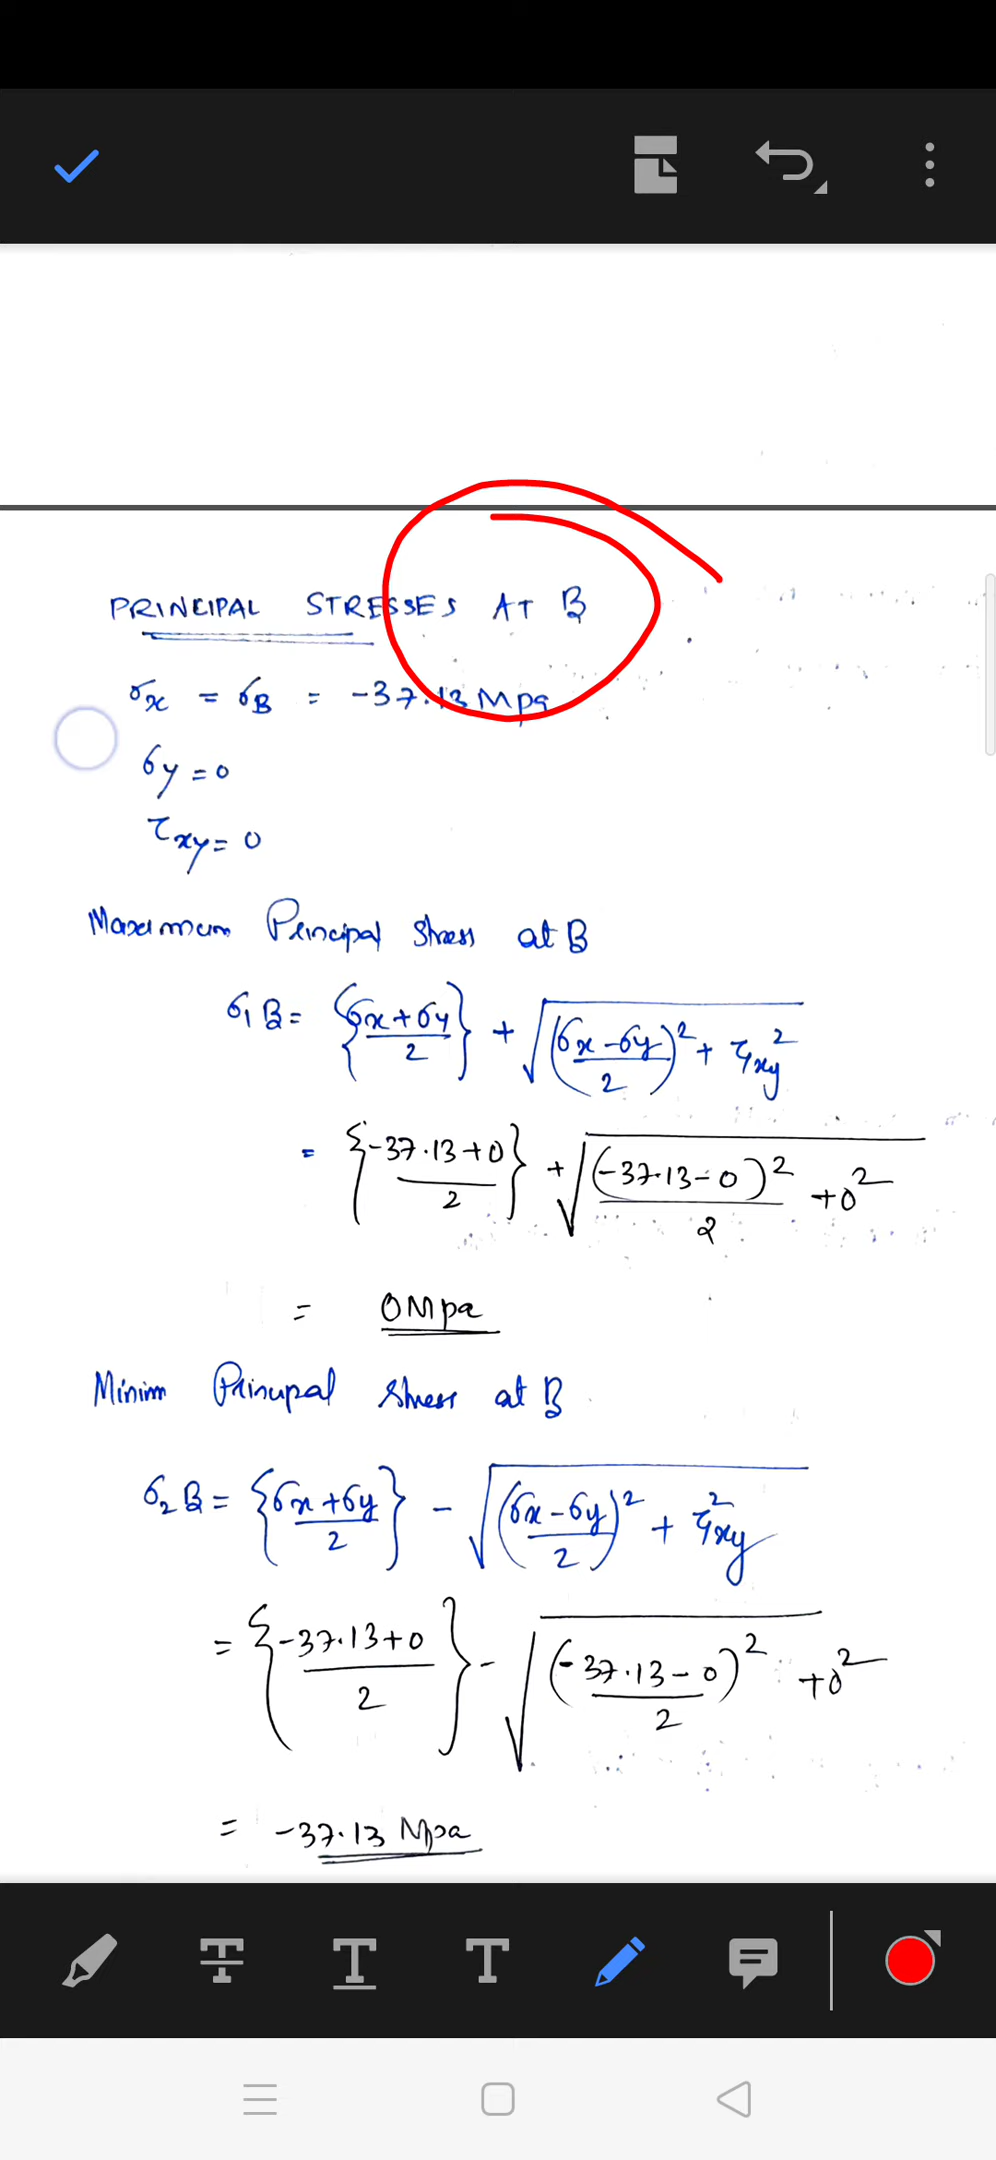 PRINCIPAL STRESSES AT B
σx = σB = -37.13 Mpa
σy = 0
τxy = 0
Maximum Principal Stress at B
σ1 B = {σx+σy/2} + √(σx-σy/2)² + τxy²
= {-37.13+0/2} + √(-37.13-0)²/2 + 0²
= 0 Mpa
Minim Principal Stress at B
σ2 B = {σx+σy/2} - √(σx-σy/2)² + τxy²
= {-37.13+0/2} - √(-37.13-0/2)² + 0²
= -37.13 Mpa